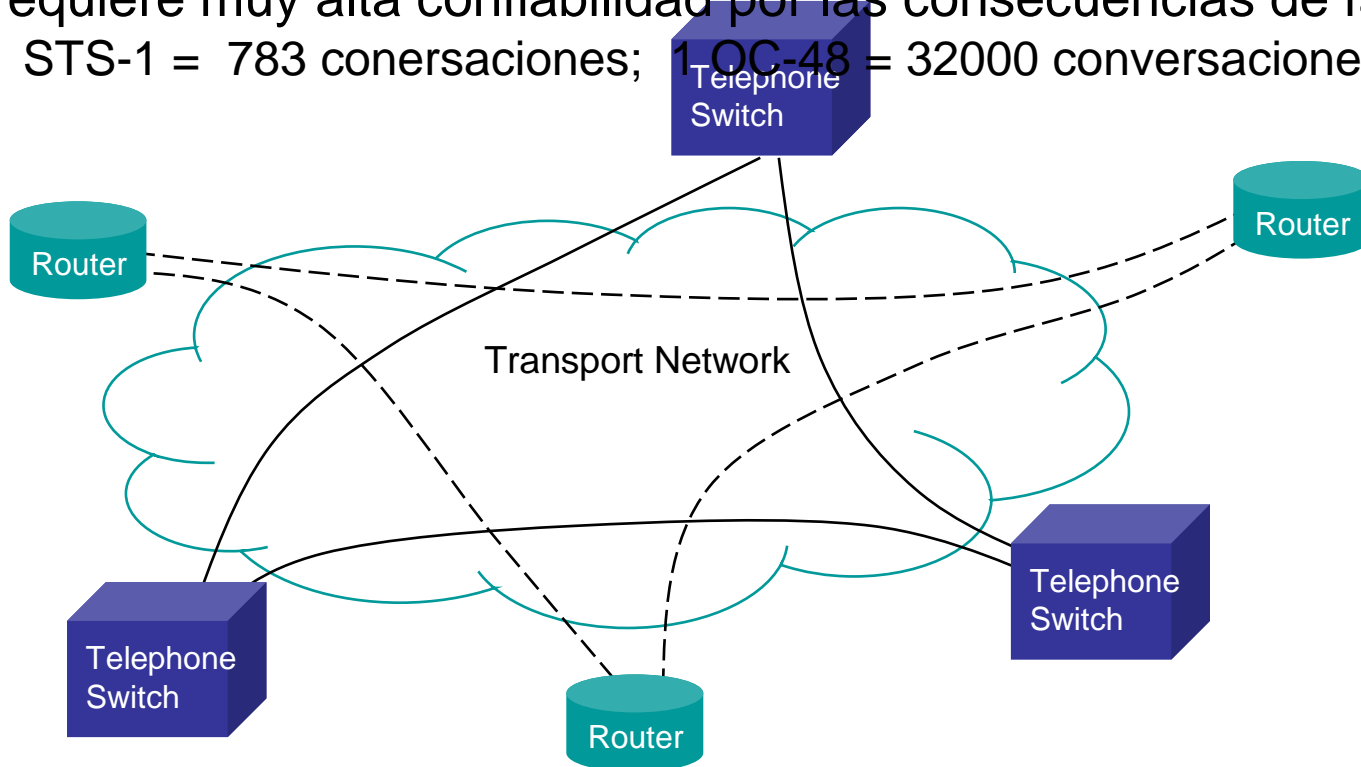 equiere muy alta confiabilidad por las consecuencias de la
STS-1 = 783 conersaciones; 1 OC-48 = 32000 conversacione
Telephone
Switch
Router
Router
Transport Network
Telephone
Switch
Telephone
Switch
Router